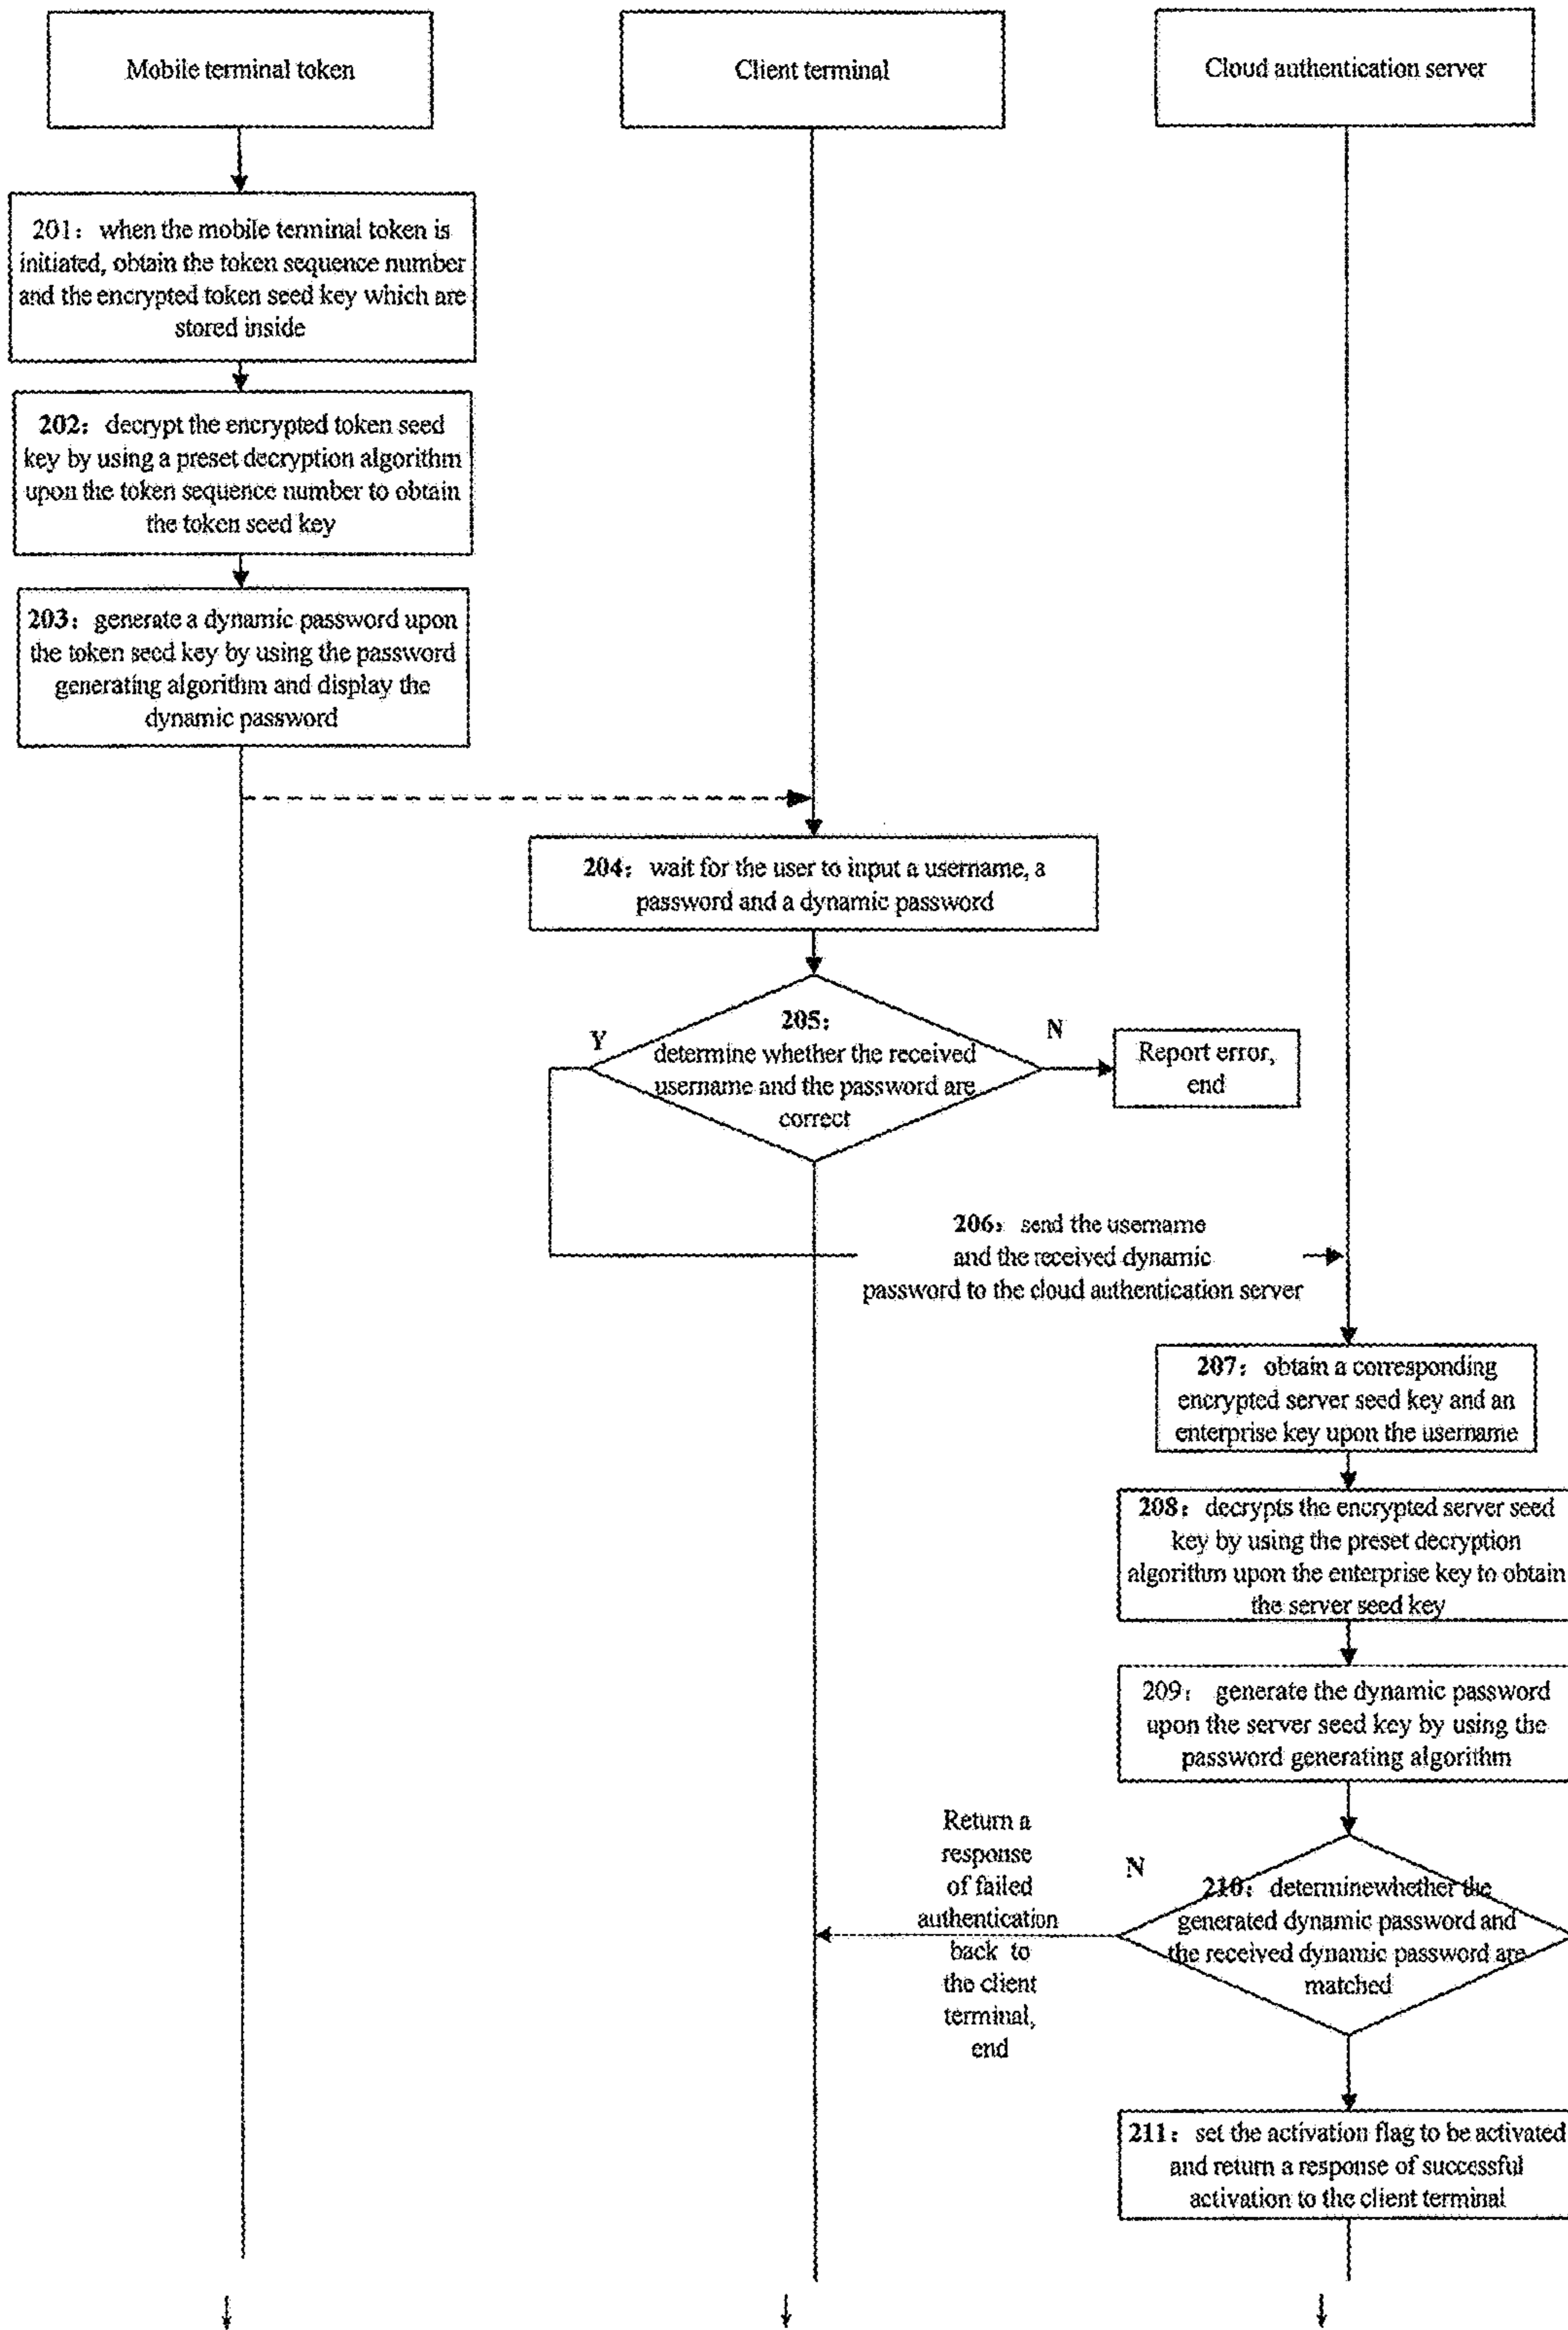 Mobile terminal token
Client terminal
Cloud authentication server
201: when the mobile terminal token is
initiated, obtain the token sequence number
and the encrypted token seed key which are
stored inside
202: decrypt the encrypted token seed
key by using a preset decryption algorithm
upon the token sequence number to obtain
the token seed key
203: generate a dynamic password upon
the token seed key by using the password
generating algorithm and display the
dynamic password
204: wait for the user to input a username, a
password and a dynamic password
205:
determine whether the received
username and the password are
correct
Y
N
Report error,
end
206: send the username
and the received dynamic
password to the cloud authentication server
207: obtain a corresponding
encrypted server seed key and an
enterprise key upon the username
208: decrypts the encrypted server seed
key by using the preset decryption
algorithm upon the enterprise key to obtain
the server seed key
209: generate the dynamic password
upon the server seed key by using the
password generating algorithm
Return a
response
of failed
authentication
back to
the client
terminal,
end
N
210: determinewhether the
generated dynamic password and
the received dynamic password are
matched
211: set the activation flag to be activated
and return a response of successful
activation to the client terminal